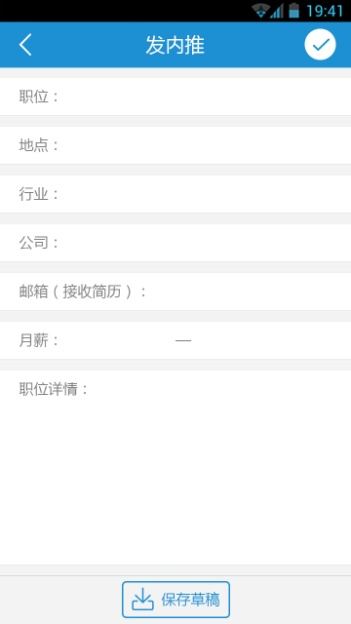 19:41
发内推
职位：
地点：
行业：
公司：
邮箱（接收简历）：
月薪： —
职位详情：
保存草稿